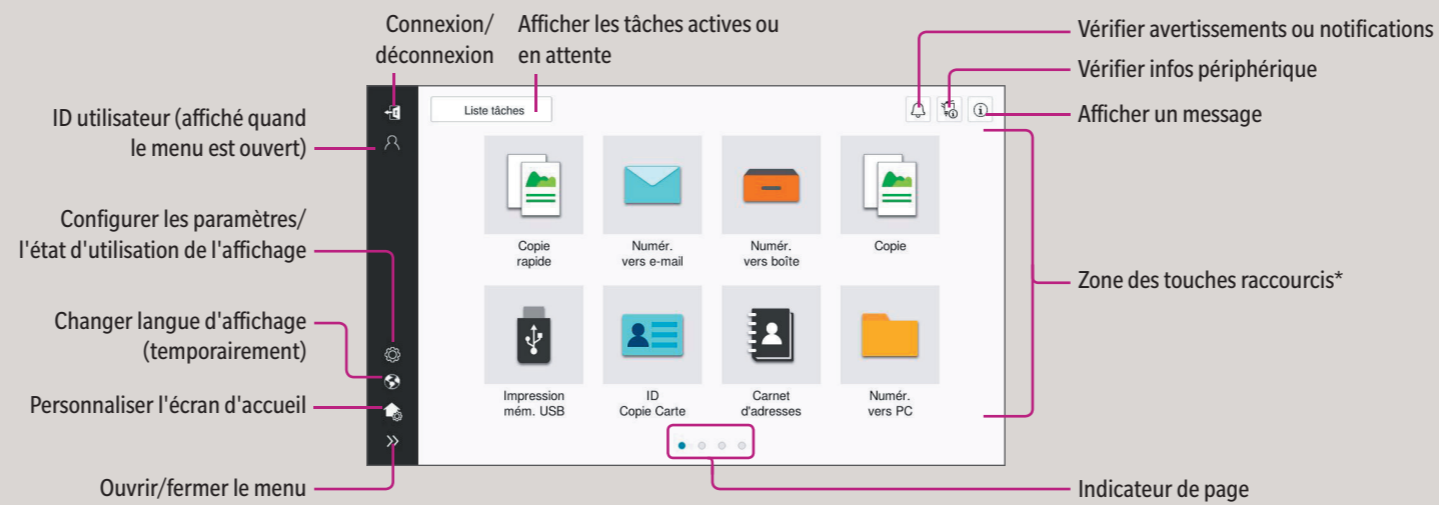 Connexion/
déconnexion
Afficher les tâches actives ou
en attente
Vérifier avertissements ou notifications
Vérifier infos périphérique
Afficher un message
ID utilisateur (affiché quand
le menu est ouvert)
Configurer les paramètres/
l'état d'utilisation de l'affichage
Changer langue d'affichage
(temporairement)
Personnaliser l'écran d'accueil
Ouvrir/fermer le menu
Liste tâches
Copie
rapide
Numér.
vers e-mail
Numér.
vers boîte
Copie
Impression
mém. USB
ID
Copie Carte
Carnet
d'adresses
Numér.
vers PC
Zone des touches raccourcis*
Indicateur de page